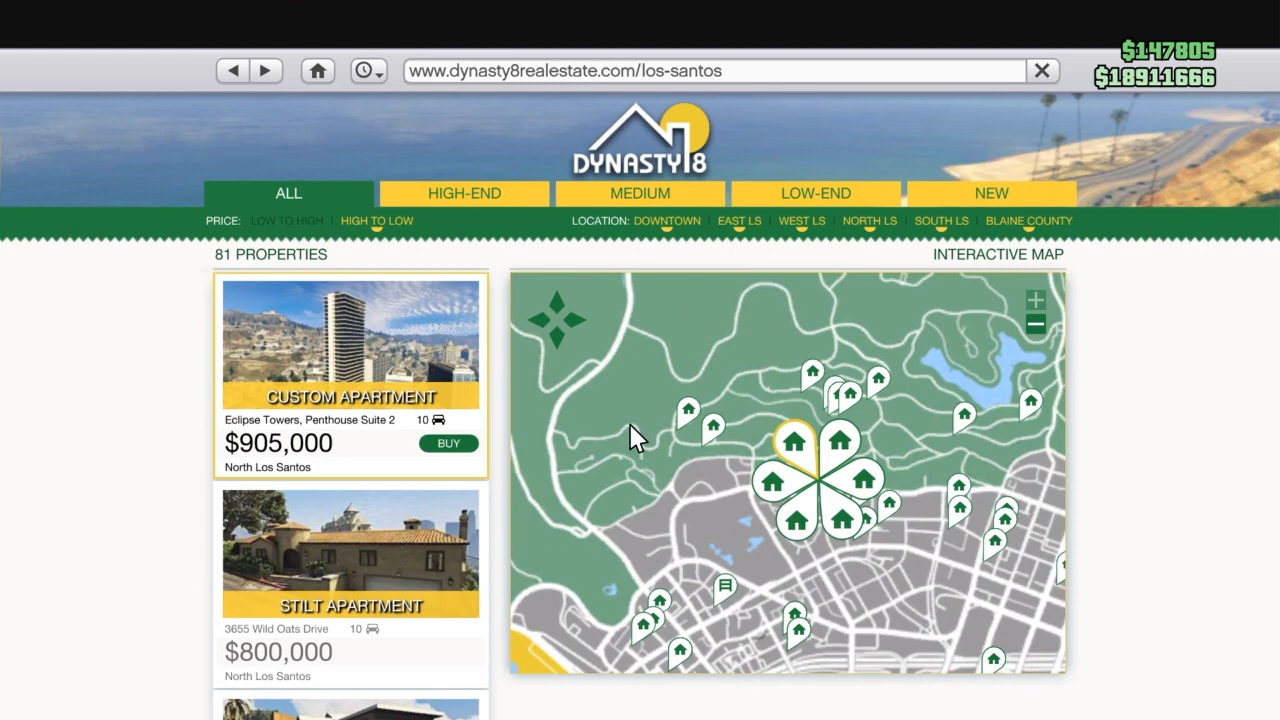 $147805
www.dynasty8realestate.com/los-santos
$18911666
DYNASTY 8
ALL
HIGH-END
MEDIUM
LOW-END
NEW
PRICE: LOW TO HIGH | HIGH TO LOW
LOCATION: DOWNTOWN | EAST LS | WEST LS | NORTH LS | SOUTH LS | BLAINE COUNTY
81 PROPERTIES
INTERACTIVE MAP
CUSTOM APARTMENT
Eclipse Towers, Penthouse Suite 2 10
$905,000
BUY
North Los Santos
STILT APARTMENT
3655 Wild Oats Drive 10
$800,000
North Los Santos